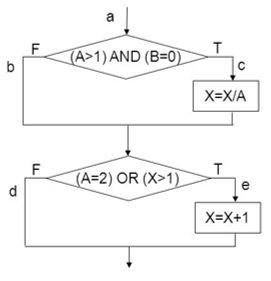 a
F
(A>1) AND (B=0)
T
b
c
X=X/A
F
(A=2) OR (X>1)
T
d
e
X=X+1